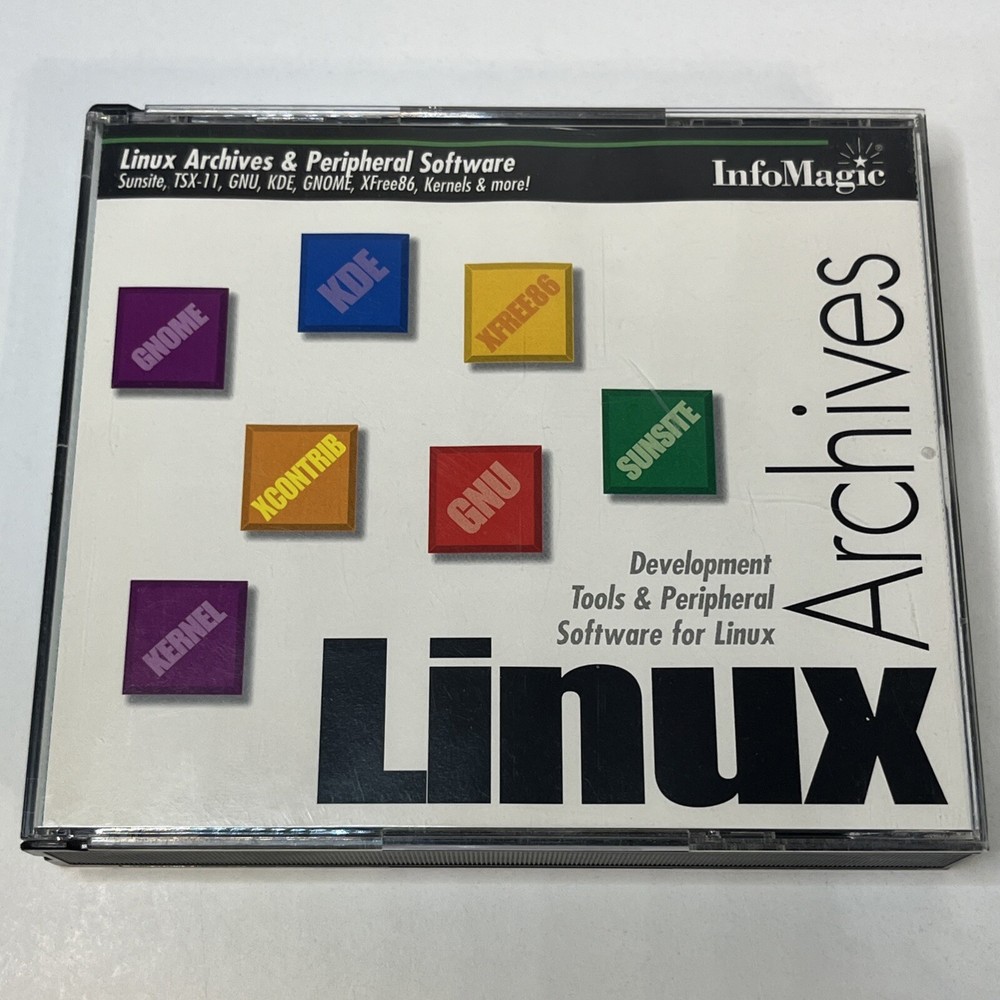 Linux Archives & Peripheral Software
Sunsite, TSX-11, GNU, KDE, GNOME, XFree86, Kernels & more!
InfoMagic®
KDE
GNOME
XFREE86
SUNSITE
XCONTRIB
GNU
KERNEL
Development
Tools & Peripheral
Software for Linux
Linux
Archives